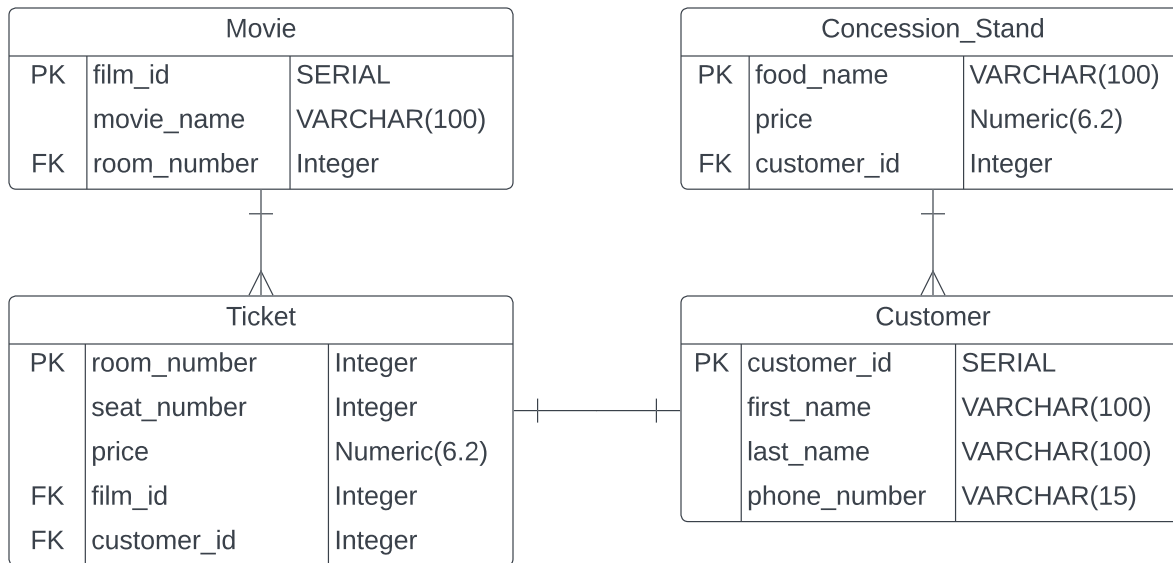 Movie
PK film_id SERIAL
movie_name VARCHAR(100)
FK room_number Integer
Concession_Stand
PK food_name VARCHAR(100)
price Numeric(6.2)
FK customer_id Integer
Ticket
PK room_number Integer
seat_number Integer
price Numeric(6.2)
FK film_id Integer
FK customer_id Integer
Customer
PK customer_id SERIAL
first_name VARCHAR(100)
last_name VARCHAR(100)
phone_number VARCHAR(15)